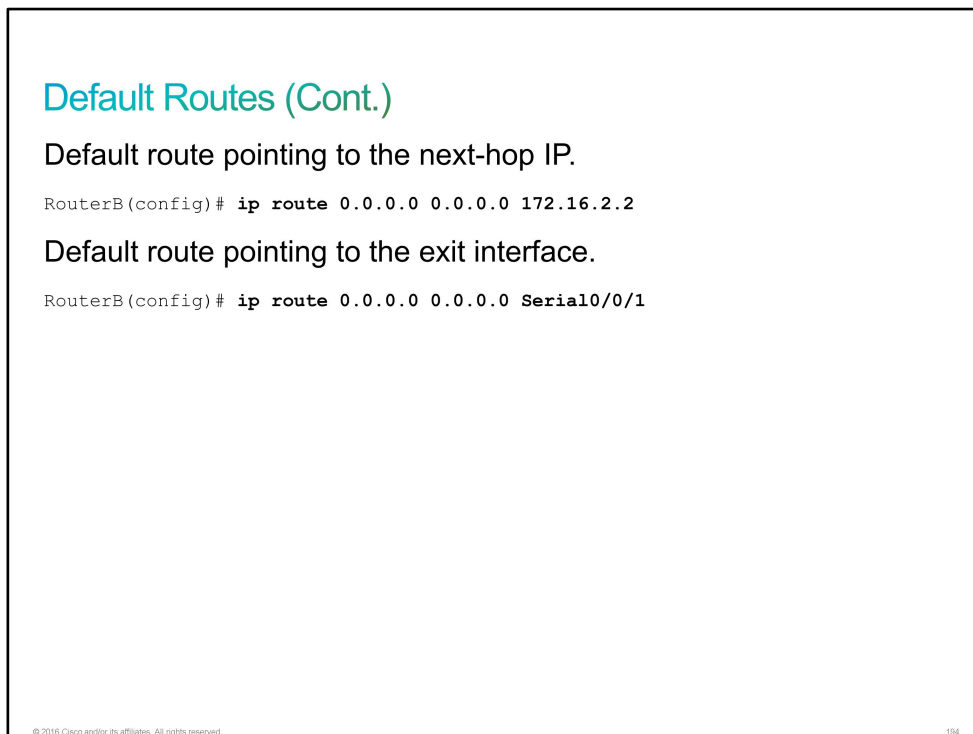 Default Routes (Cont.)
Default route pointing to the next-hop IP.
RouterB(config)# ip route 0.0.0.0 0.0.0.0 172.16.2.2
Default route pointing to the exit interface.
RouterB(config)# ip route 0.0.0.0 0.0.0.0 Serial0/0/1
© 2016 Cisco and/or its affiliates. All rights reserved.
194